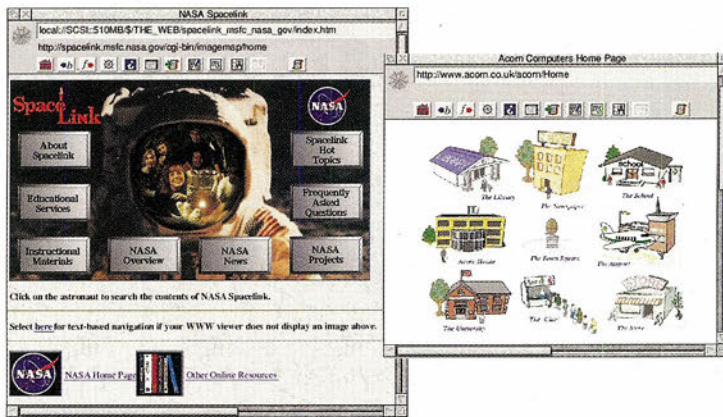 NASA Spacelink
local:/SCSI::510MB/$/THE_WEB/spacelink_msfc_nasa_gov/index.htm
http://spacelink.msfc.nasa.gov/cgi-bin/imagemap/home
Space Link
NASA
About Spacelink
Spacelink Hot Topics
Educational Services
Frequently Asked Questions
Instructional Materials
NASA Overview
NASA News
NASA Projects
Click on the astronaut to search the contents of NASA Spacelink.
Select here for text-based navigation if your WWW viewer does not display an image above.
NASA
NASA Home Page
Other Online Resources
Acorn Computers Home Page
http://www.acorn.co.uk/acorn/Home
The Library
The Newspaper
SCHOOL
The School
Acorn House
The Town Square
The Airport
The University
The Club
STORE
The Store